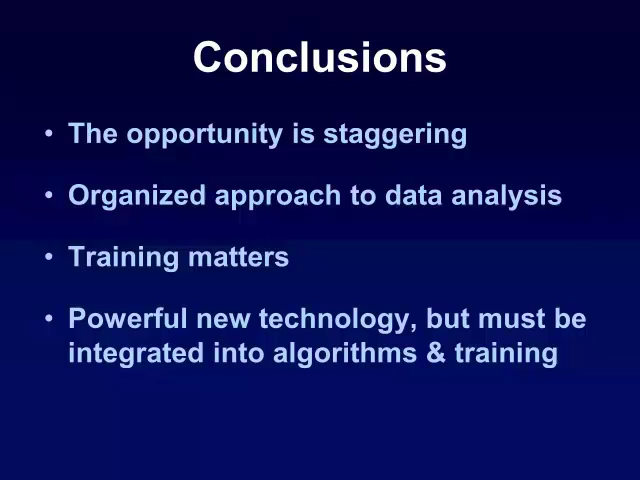 Conclusions
• The opportunity is staggering
• Organized approach to data analysis
• Training matters
• Powerful new technology, but must be
integrated into algorithms & training